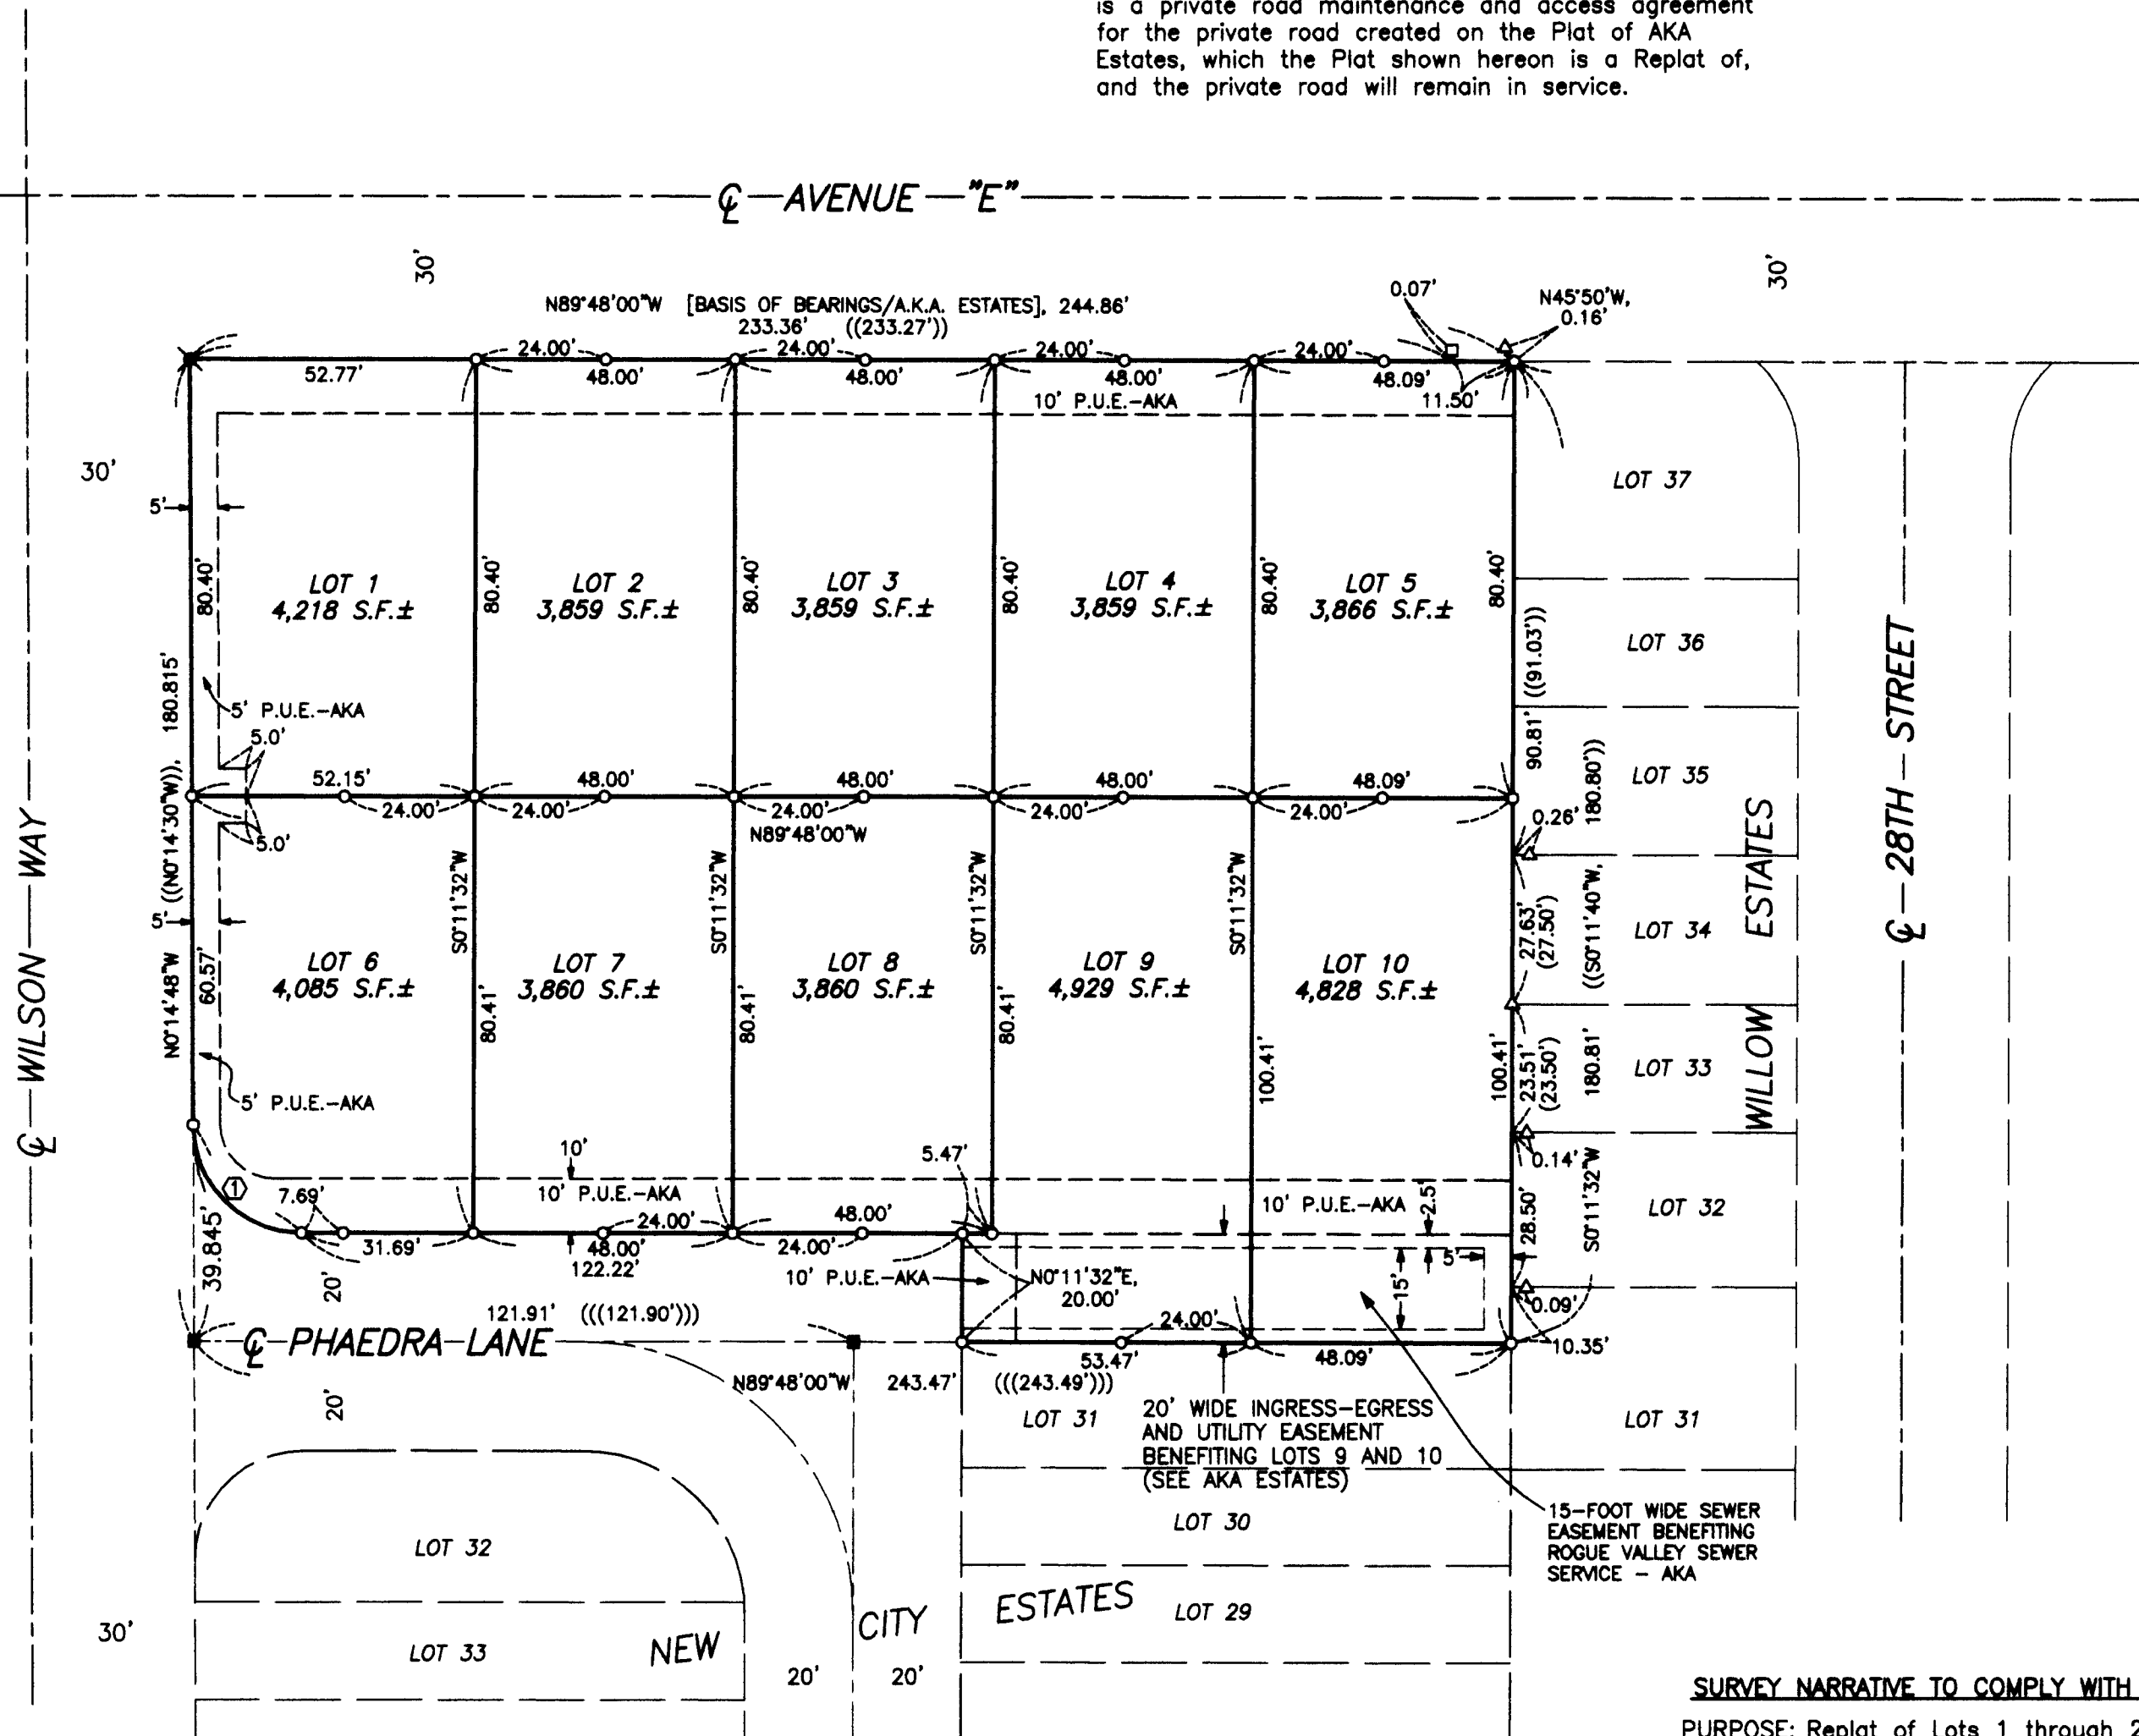 is a private road maintenance and access agreement
for the private road created on the Plat of AKA
Estates, which the Plat shown hereon is a Replat of,
and the private road will remain in service.
℄ AVENUE "E"
30'
30'
N89°48'00"W [BASIS OF BEARINGS/A.K.A. ESTATES], 244.86'
233.36' ((233.27'))
0.07'
N45°50'W,
0.16'
24.00'
24.00'
24.00'
24.00'
52.77'
48.00'
48.00'
48.00'
48.09'
11.50'
10' P.U.E.-AKA
30'
5'
LOT 37
80.40'
80.40'
80.40'
80.40'
80.40'
80.40'
LOT 1
4,218 S.F.±
LOT 2
3,859 S.F.±
LOT 3
3,859 S.F.±
LOT 4
3,859 S.F.±
LOT 5
3,866 S.F.±
LOT 36
((91.03'))
90.81'
180.815'
5' P.U.E.-AKA
5.0'
LOT 35
52.15'
48.00'
48.00'
48.00'
48.09'
24.00'
24.00'
24.00'
24.00'
24.00'
N89°48'00"W
5.0'
0.26'
((S0°11'40"W,
180.80'))
N0°14'48"W ((N0°14'30"W)),
5'
60.57'
S0°11'32"W
S0°11'32"W
S0°11'32"W
S0°11'32"W
LOT 6
4,085 S.F.±
LOT 7
3,860 S.F.±
LOT 8
3,860 S.F.±
LOT 9
4,929 S.F.±
LOT 10
4,828 S.F.±
27.63'
(27.50')
LOT 34
80.41'
80.41'
80.41'
100.41'
100.41'
23.51'
(23.50')
180.81'
S0°11'32"W
LOT 33
WILLOW ESTATES
℄ 28TH STREET
℄ WILSON WAY
5' P.U.E.-AKA
10'
10' P.U.E.-AKA
5.47'
10' P.U.E.-AKA
2.5'
0.14'
28.50'
LOT 32
1
7.69'
31.69'
24.00'
48.00'
122.22'
48.00'
24.00'
39.845'
20'
10' P.U.E.-AKA
N0°11'32"E,
20.00'
15'
5'
0.09'
10.35'
121.91' (((121.90')))
℄ PHAEDRA LANE
24.00'
53.47'
48.09'
N89°48'00"W 243.47' (((243.49')))
20'
LOT 31
20' WIDE INGRESS-EGRESS
AND UTILITY EASEMENT
BENEFITING LOTS 9 AND 10
(SEE AKA ESTATES)
LOT 31
15-FOOT WIDE SEWER
EASEMENT BENEFITING
ROGUE VALLEY SEWER
SERVICE - AKA
LOT 32
LOT 30
LOT 29
30'
LOT 33
NEW CITY ESTATES
20'
20'
SURVEY NARRATIVE TO COMPLY WITH
PURPOSE: Replat of Lots 1 through 2